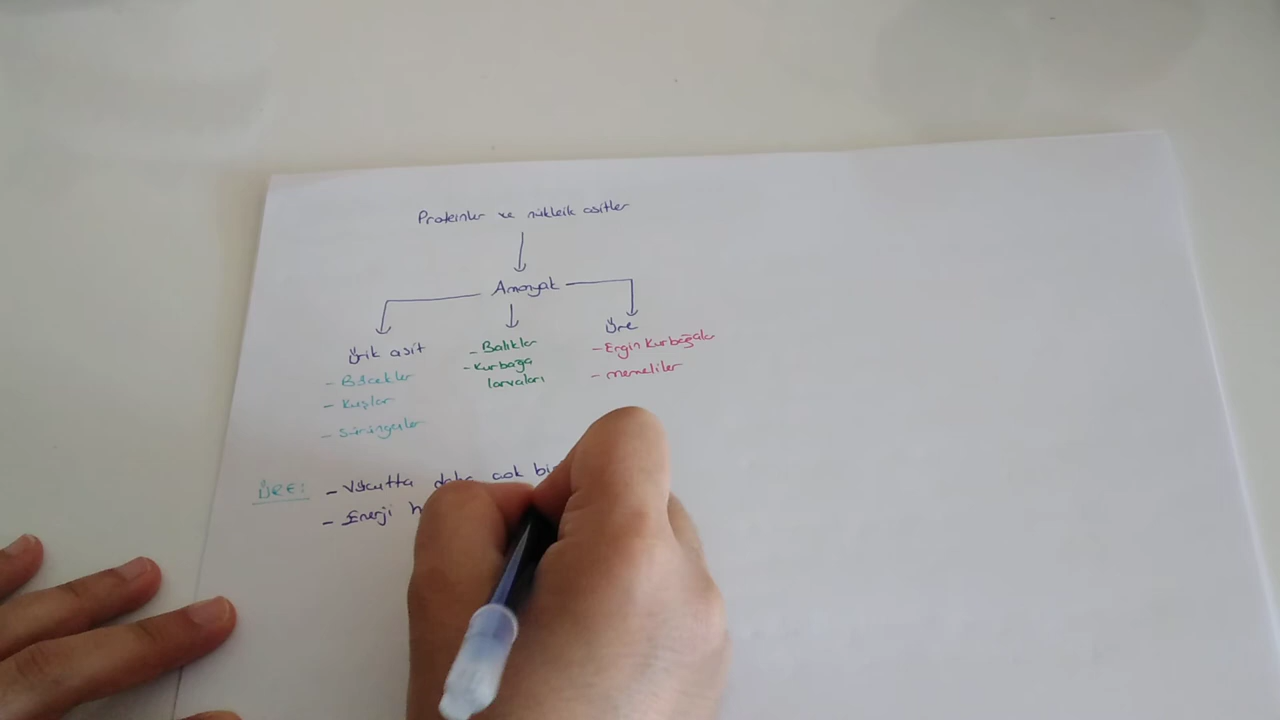 Proteinler ve nükleik asitler
Amonyak
Ürik asit
- Böcekler
- Kuşlar
- Sürüngenler
- Balıklar
- Kurbağa
larvaları
Üre
- Ergin Kurbağalar
- memeliler
ÜRE: - Vücutta daha çok
- Enerji